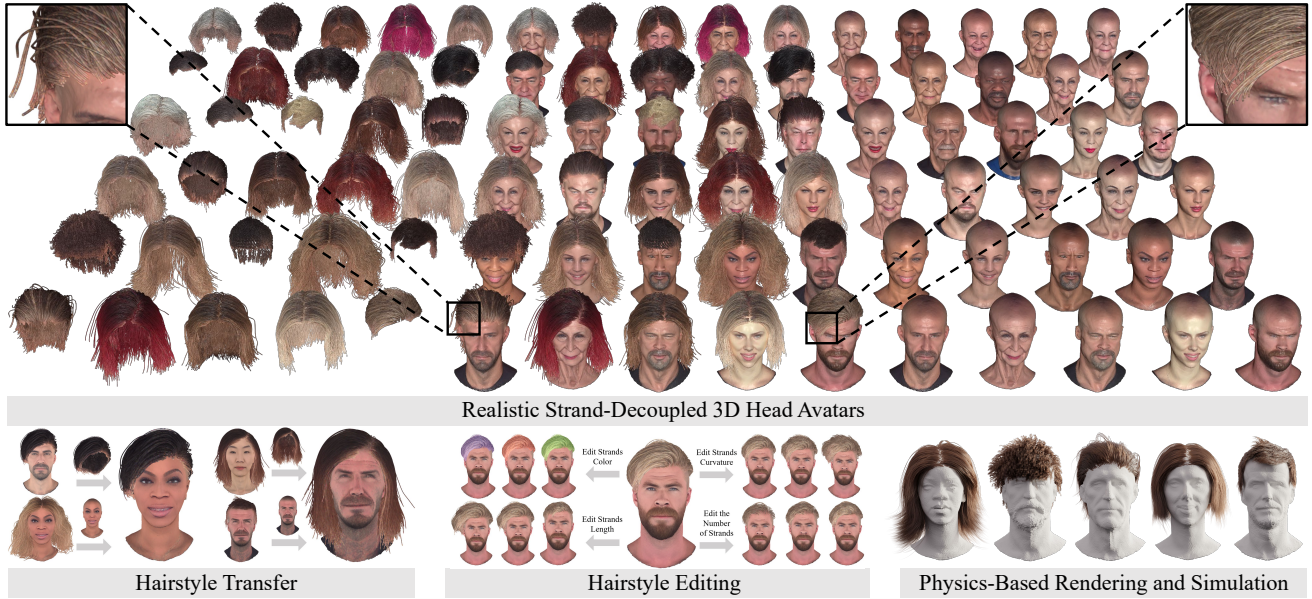 Realistic Strand-Decoupled 3D Head Avatars
Edit Strands
Color
Edit Strands
Curvature
Edit Strands
Length
Edit the
Number
of Strands
Hairstyle Transfer
Hairstyle Editing
Physics-Based Rendering and Simulation